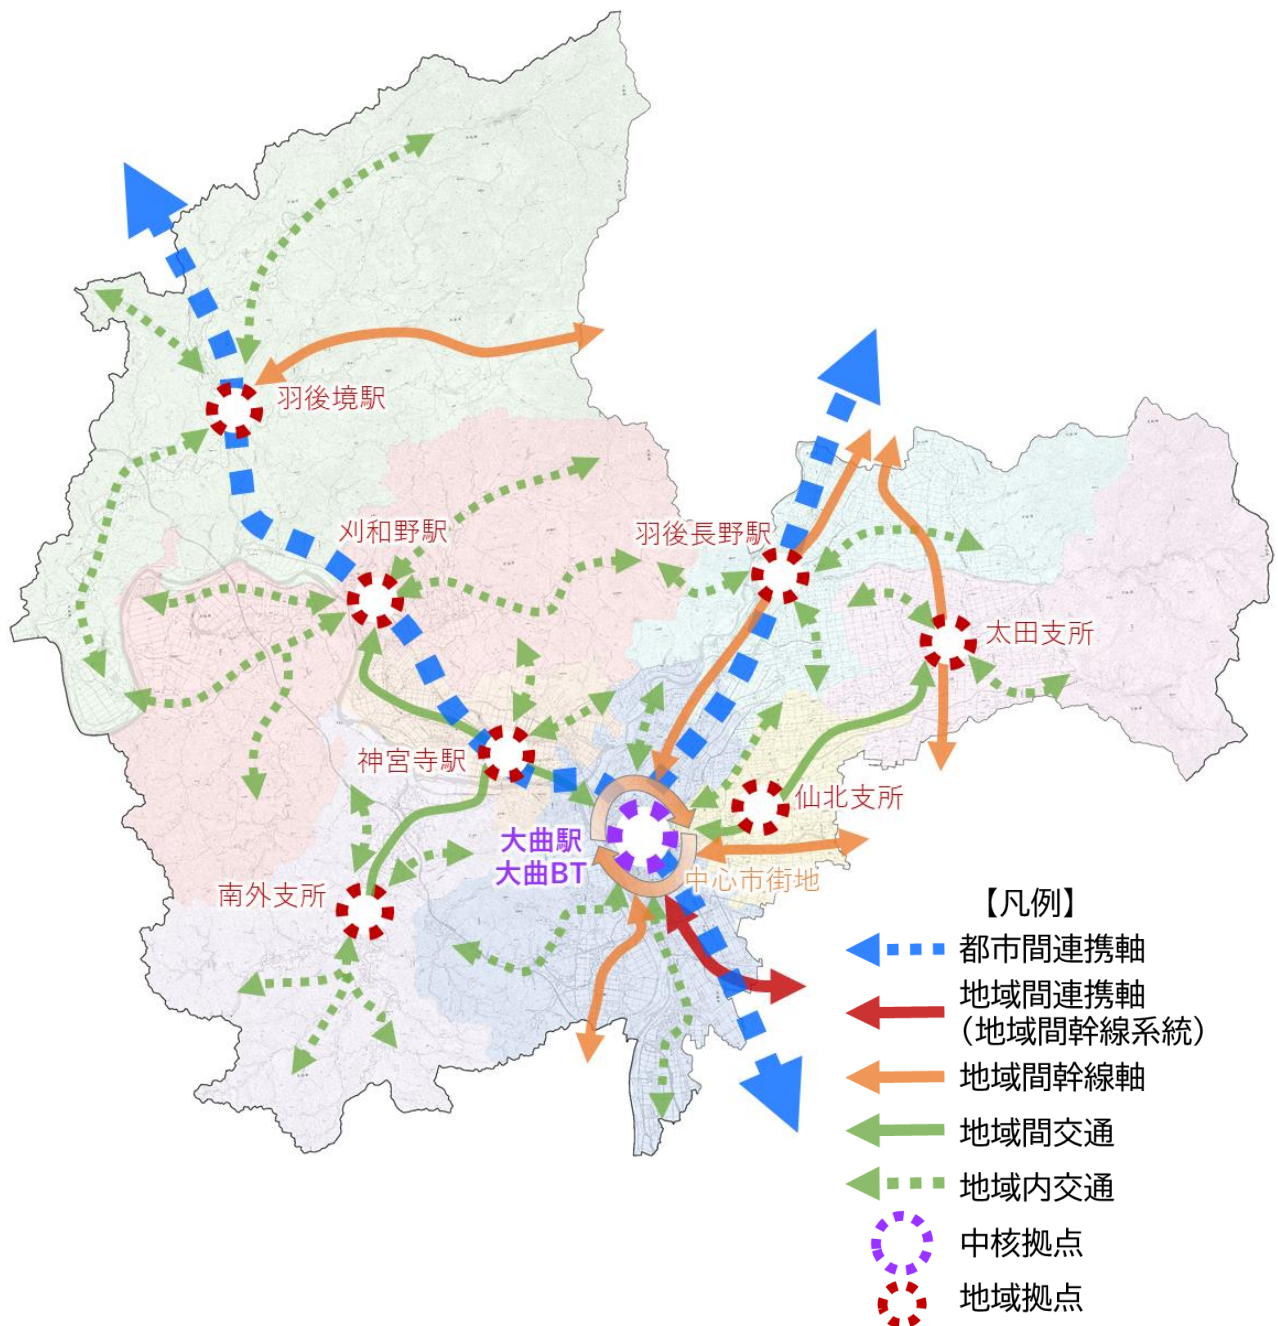 羽後境駅
刈和野駅
羽後長野駅
太田支所
神宮寺駅
仙北支所
大曲駅
大曲BT
中心市街地
南外支所
【凡例】
都市間連携軸
地域間連携軸
（地域間幹線系統）
地域間幹線軸
地域間交通
地域内交通
中核拠点
地域拠点